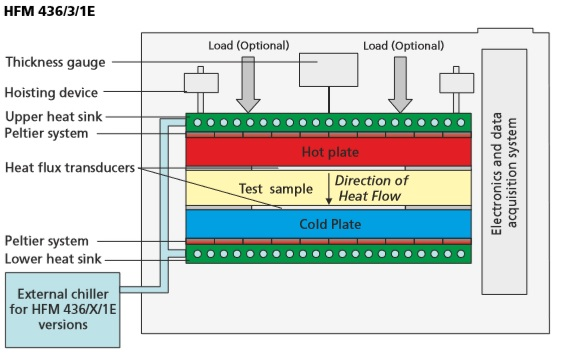 HFM 436/3/1E
Load (Optional)
Load (Optional)
Thickness gauge
Hoisting device
Upper heat sink
Peltier system
Hot plate
Heat flux transducers
Test sample
Direction of
Heat Flow
Cold Plate
Peltier system
Lower heat sink
External chiller
for HFM 436/X/1E
versions
Electronics and data
acquisition system